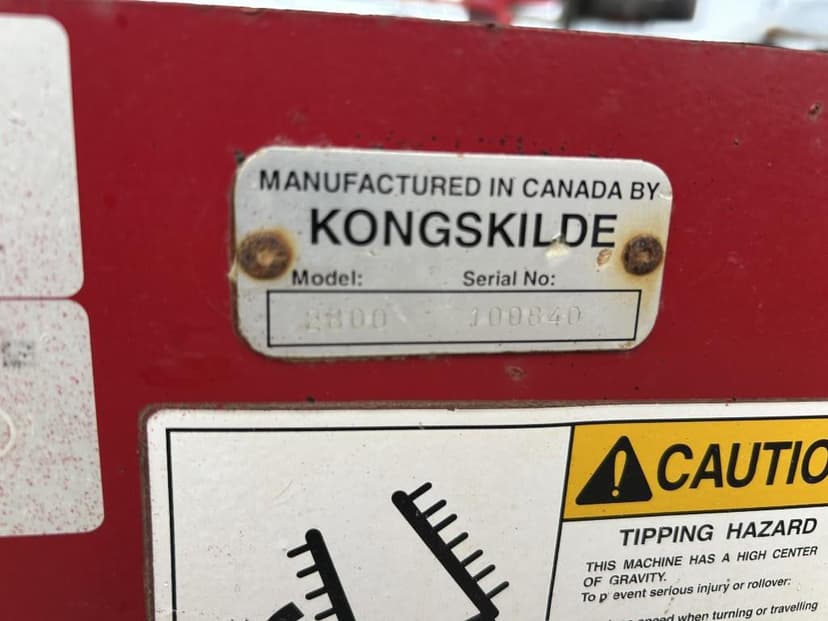 MANUFACTURED IN CANADA BY
KONGSKILDE
Model: Serial No:
2800 100840
CAUTIO
TIPPING HAZARD
THIS MACHINE HAS A HIGH CENTER
OF GRAVITY.
To p event serious injury or rollover:
speed when turning or travelling